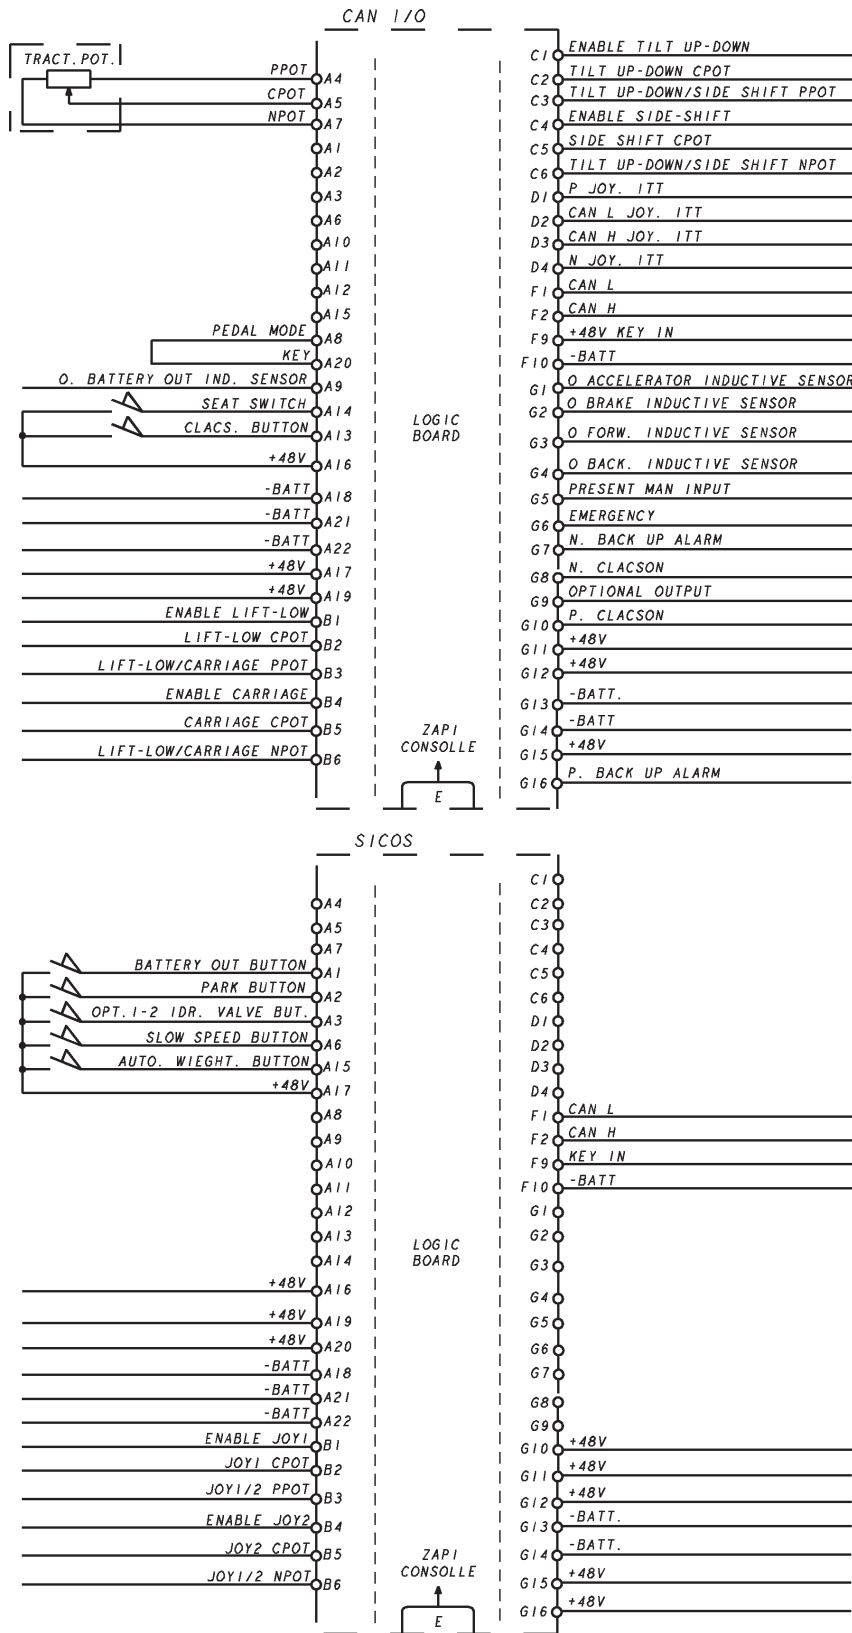 CAN I/O
TRACT.POT.
PPOT A4
CPOT A5
NPOT A7
A1
A2
A3
A6
A10
A11
A12
A15
PEDAL MODE A8
KEY A20
O. BATTERY OUT IND. SENSOR A9
SEAT SWITCH A14
CLACS. BUTTON A13
+48V A16
-BATT A18
-BATT A21
-BATT A22
+48V A17
+48V A19
ENABLE LIFT-LOW B1
LIFT-LOW CPOT B2
LIFT-LOW/CARRIAGE PPOT B3
ENABLE CARRIAGE B4
CARRIAGE CPOT B5
LIFT-LOW/CARRIAGE NPOT B6
LOGIC
BOARD
ZAPI
CONSOLLE
E
C1 ENABLE TILT UP-DOWN
C2 TILT UP-DOWN CPOT
C3 TILT UP-DOWN/SIDE SHIFT PPOT
C4 ENABLE SIDE-SHIFT
C5 SIDE SHIFT CPOT
C6 TILT UP-DOWN/SIDE SHIFT NPOT
D1 P JOY. ITT
D2 CAN L JOY. ITT
D3 CAN H JOY. ITT
D4 N JOY. ITT
F1 CAN L
F2 CAN H
F9 +48V KEY IN
F10 -BATT
G1 O ACCELERATOR INDUCTIVE SENSOR
G2 O BRAKE INDUCTIVE SENSOR
G3 O FORW. INDUCTIVE SENSOR
G4 O BACK. INDUCTIVE SENSOR
G5 PRESENT MAN INPUT
G6 EMERGENCY
G7 N. BACK UP ALARM
G8 N. CLACSON
G9 OPTIONAL OUTPUT
G10 P. CLACSON
G11 +48V
G12 +48V
G13 -BATT.
G14 -BATT
G15 +48V
G16 P. BACK UP ALARM
SICOS
A4
A5
A7
BATTERY OUT BUTTON A1
PARK BUTTON A2
OPT.1-2 IDR. VALVE BUT. A3
SLOW SPEED BUTTON A6
AUTO. WIEGHT. BUTTON A15
+48V A17
A8
A9
A10
A11
A12
A13
A14
+48V A16
+48V A19
+48V A20
-BATT A18
-BATT A21
-BATT A22
ENABLE JOY1 B1
JOY1 CPOT B2
JOY1/2 PPOT B3
ENABLE JOY2 B4
JOY2 CPOT B5
JOY1/2 NPOT B6
LOGIC
BOARD
ZAPI
CONSOLLE
E
C1
C2
C3
C4
C5
C6
D1
D2
D3
D4
F1 CAN L
F2 CAN H
F9 KEY IN
F10 -BATT
G1
G2
G3
G4
G5
G6
G7
G8
G9
G10 +48V
G11 +48V
G12 +48V
G13 -BATT.
G14 -BATT.
G15 +48V
G16 +48V